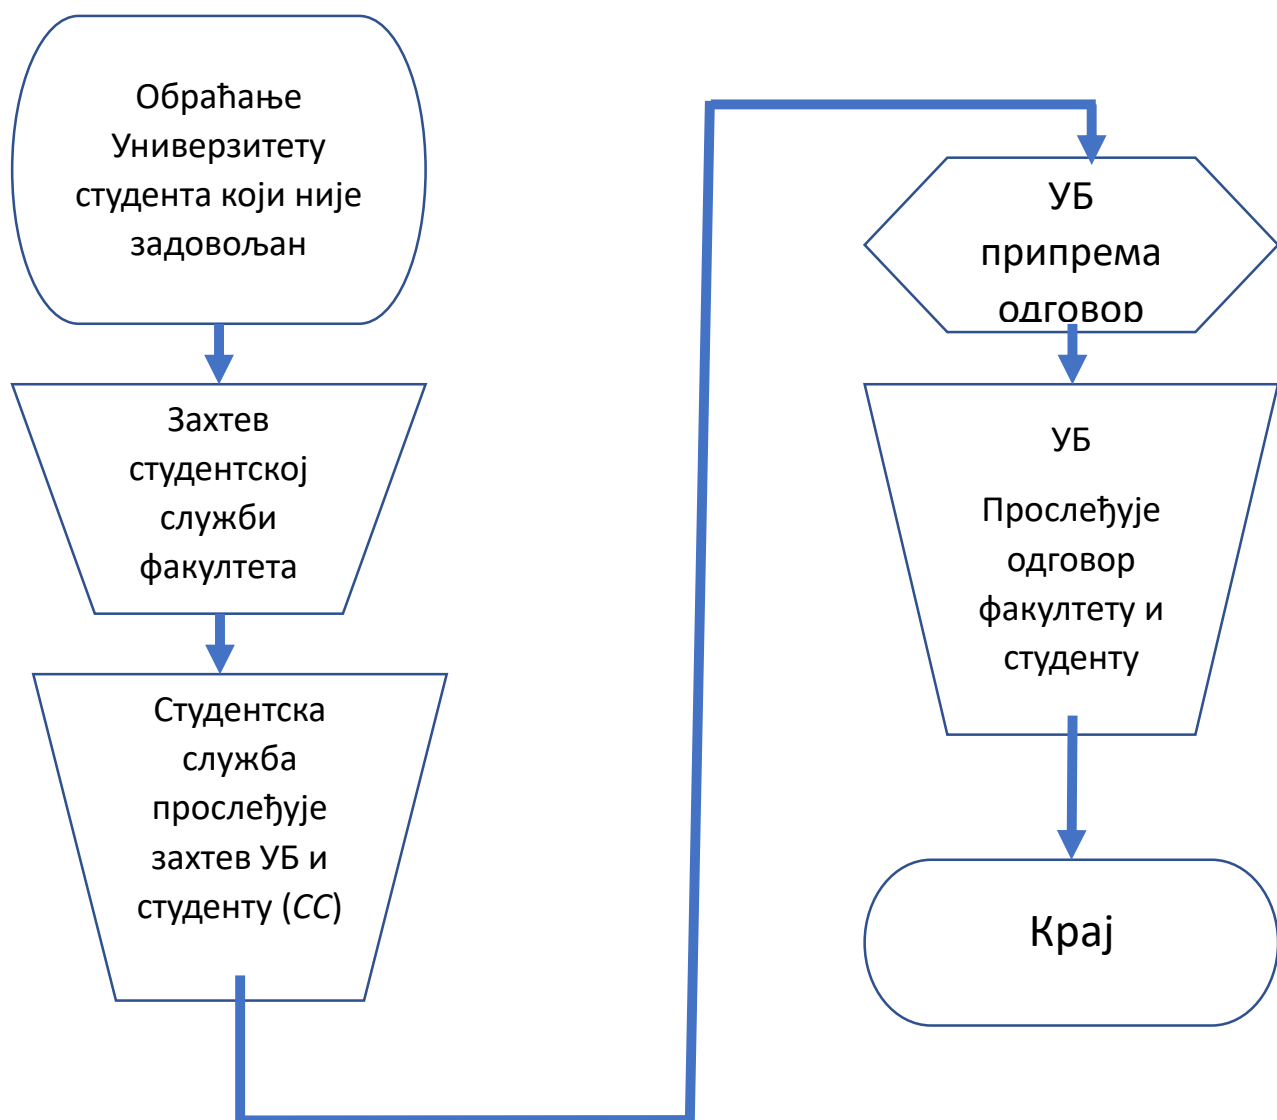 Обраћање
Универзитету
студента који није
задовољан
Захтев
студентској
служби
факултета
Студентска
служба
прослеђује
захтев УБ и
студенту (CC)
УБ
припрема
одговор
УБ
Прослеђује
одговор
факултету и
студенту
Крај